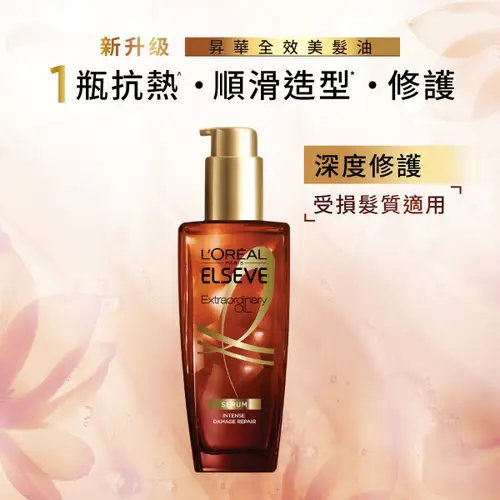 新升级 昇華全效美髮油
1瓶抗熱^・順滑造型*・修護
深度修護
受損髮質適用
L'ORÉAL
PARIS
ELSEVE
Extraordinary
OIL
SERUM
INTENSE
DAMAGE REPAIR